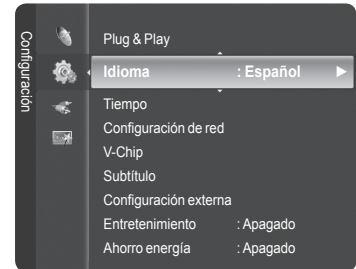 Configuración
Plug & Play
Idioma : Español
Tiempo
Configuración de red
V-Chip
Subtítulo
Configuración externa
Entretenimiento : Apagado
Ahorro energía : Apagado